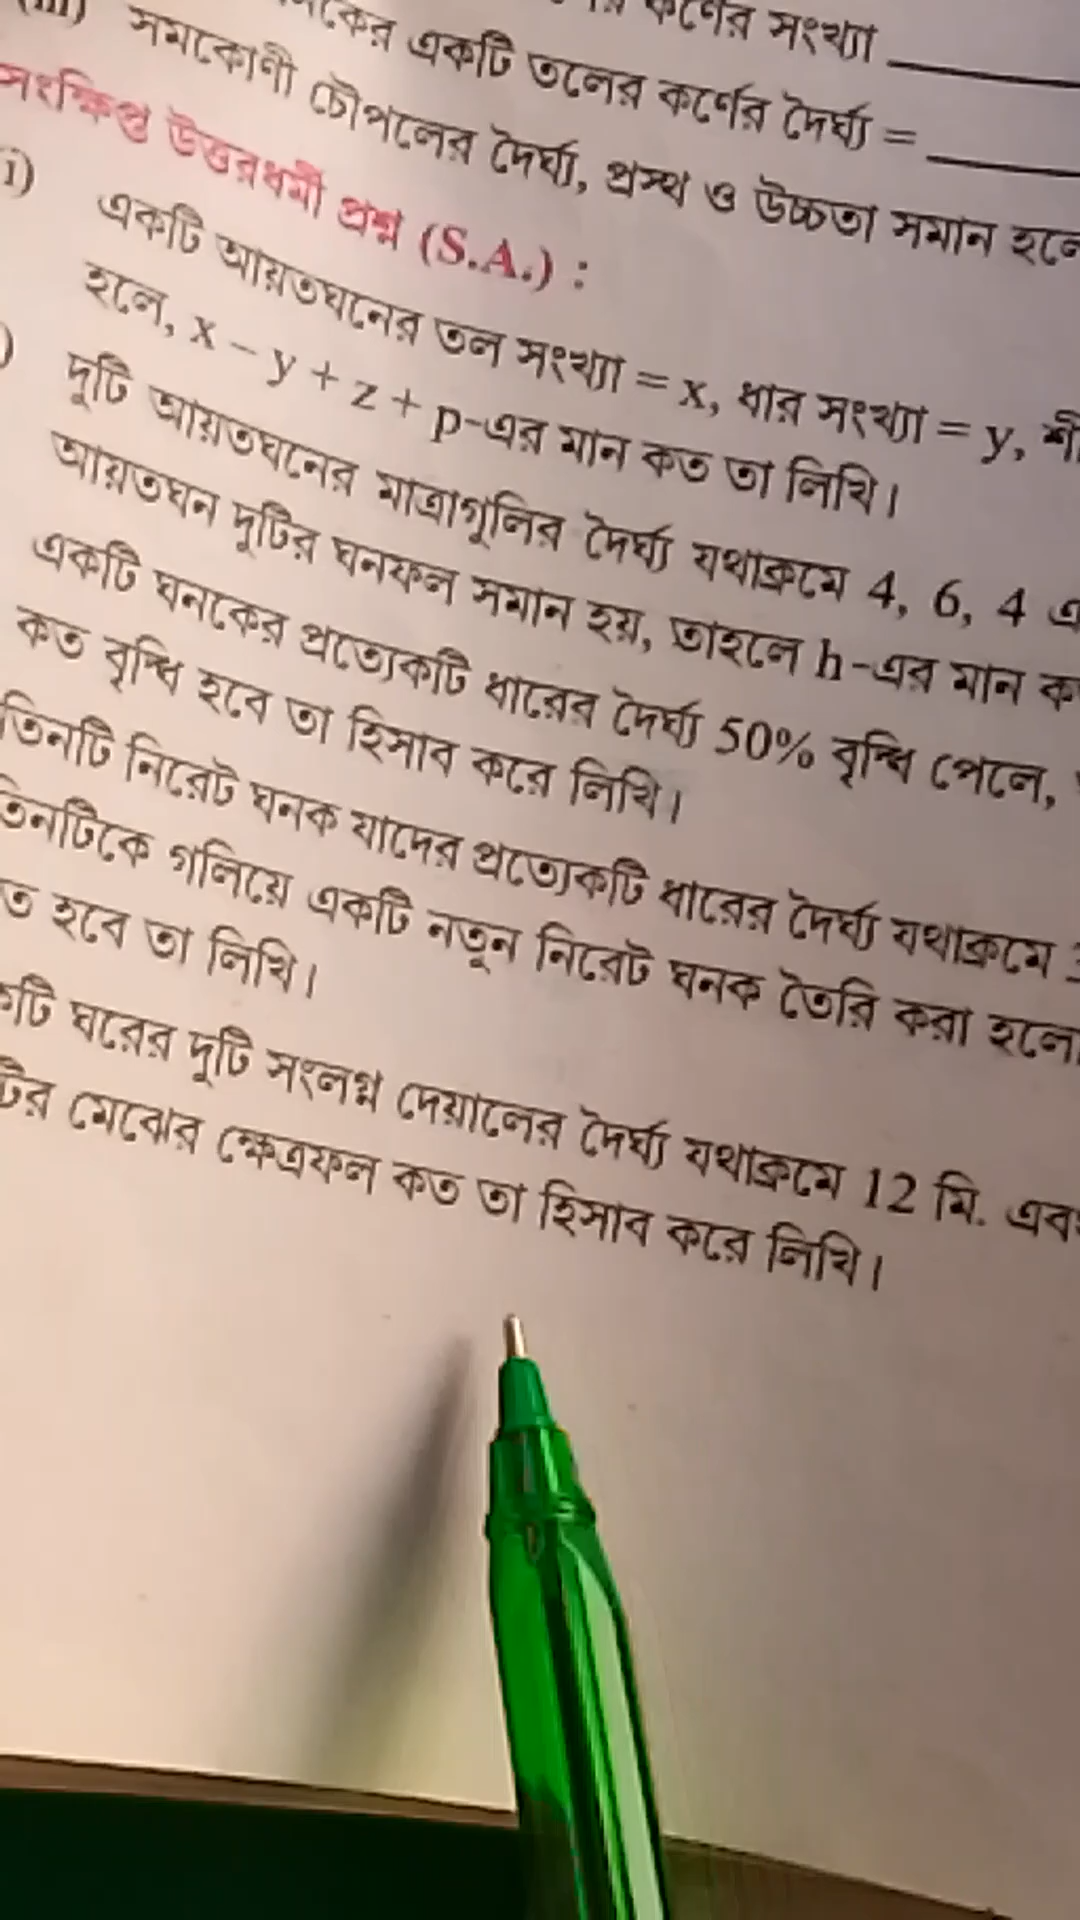 কর্ণের সংখ্যা
একটি তলের কর্ণের দৈর্ঘ্য =
(iii) সমকোণী চৌপলের দৈর্ঘ্য, প্রস্থ ও উচ্চতা সমান হলে
সংক্ষিপ্ত উত্তরধর্মী প্রশ্ন (S.A.) :
i) একটি আয়তঘনের তল সংখ্যা = x, ধার সংখ্যা = y,
হলে, x – y + z + p-এর মান কত তা লিখি।
) দুটি আয়তঘনের মাত্রাগুলির দৈর্ঘ্য যথাক্রমে 4, 6, 4
আয়তঘন দুটির ঘনফল সমান হয়, তাহলে h-এর মান
একটি ঘনকের প্রত্যেকটি ধারের দৈর্ঘ্য 50% বৃদ্ধি পেলে,
কত বৃদ্ধি হবে তা হিসাব করে লিখি।
তিনটি নিরেট ঘনক যাদের প্রত্যেকটি ধারের দৈর্ঘ্য যথাক্রমে
তিনটিকে গলিয়ে একটি নতুন নিরেট ঘনক তৈরি করা হলো
ত হবে তা লিখি।
টি ঘরের দুটি সংলগ্ন দেয়ালের দৈর্ঘ্য যথাক্রমে 12 মি.
টির মেঝের ক্ষেত্রফল কত তা হিসাব করে লিখি।